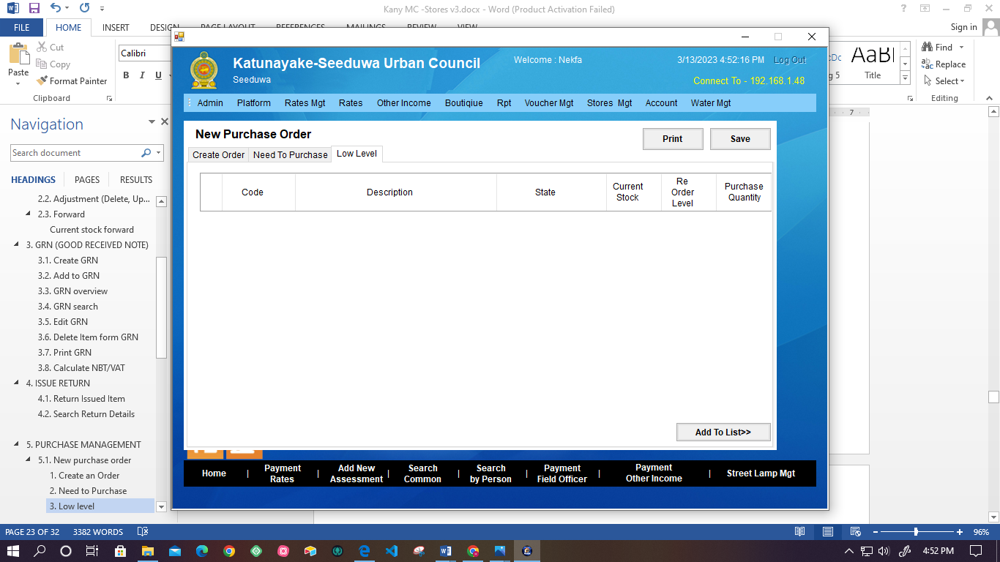 Kany MC -Stores v3.docx - Word (Product Activation Failed)
FILE HOME INSERT DESIGN PAGE LAYOUT REFERENCES MAILINGS REVIEW VIEW Sign in
Paste
Cut
Copy
Format Painter
Clipboard
Calibri
B I U
Title
Find
Replace
Select
Editing
Navigation
Search document
HEADINGS PAGES RESULTS
2.2. Adjustment (Delete, Up...
2.3. Forward
Current stock forward
3. GRN (GOOD RECEIVED NOTE)
3.1. Create GRN
3.2. Add to GRN
3.3. GRN overview
3.4. GRN search
3.5. Edit GRN
3.6. Delete Item form GRN
3.7. Print GRN
3.8. Calculate NBT/VAT
4. ISSUE RETURN
4.1. Return Issued Item
4.2. Search Return Details
5. PURCHASE MANAGEMENT
5.1. New purchase order
1. Create an Order
2. Need to Purchase
3. Low level
Katunayake-Seeduwa Urban Council
Seeduwa
Welcome : Nekfa
3/13/2023 4:52:16 PM Log Out
Connect To - 192.168.1.48
Admin Platform Rates Mgt Rates Other Income Boutiqiue Rpt Voucher Mgt Stores Mgt Account Water Mgt
New Purchase Order
Print Save
Create Order Need To Purchase Low Level
Code Description State Current Stock Re Order Level Purchase Quantity
Add To List>>
Home | Payment Rates | Add New Assessment | Search Common | Search by Person | Payment Field Officer | Payment Other Income | Street Lamp Mgt
7
PAGE 23 OF 32 3382 WORDS 96%
4:52 PM